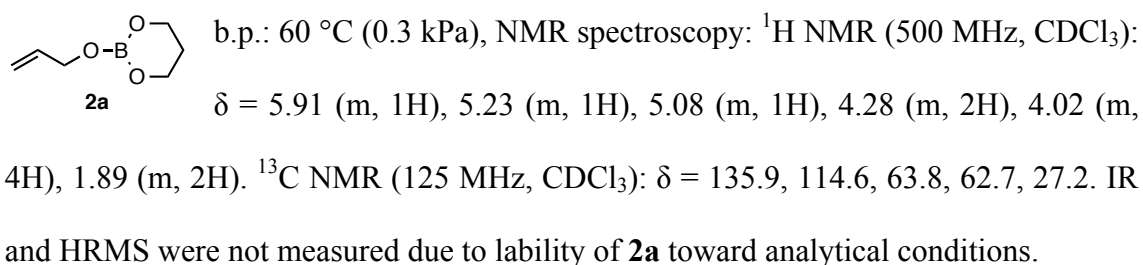 b.p.: 60 °C (0.3 kPa), NMR spectroscopy: ¹H NMR (500 MHz, CDCl₃):
O
O-B
O
2a
δ = 5.91 (m, 1H), 5.23 (m, 1H), 5.08 (m, 1H), 4.28 (m, 2H), 4.02 (m,
4H), 1.89 (m, 2H). ¹³C NMR (125 MHz, CDCl₃): δ = 135.9, 114.6, 63.8, 62.7, 27.2. IR
and HRMS were not measured due to lability of 2a toward analytical conditions.